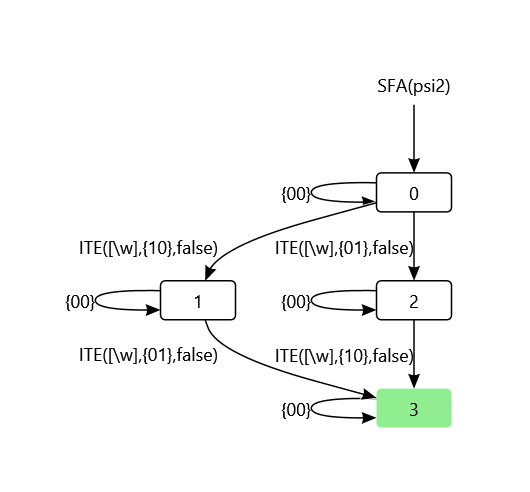 SFA(psi2)
{00}
0
ITE([\w],{10},false)
ITE([\w],{01},false)
{00}
1
{00}
2
ITE([\w],{01},false)
ITE([\w],{10},false)
{00}
3